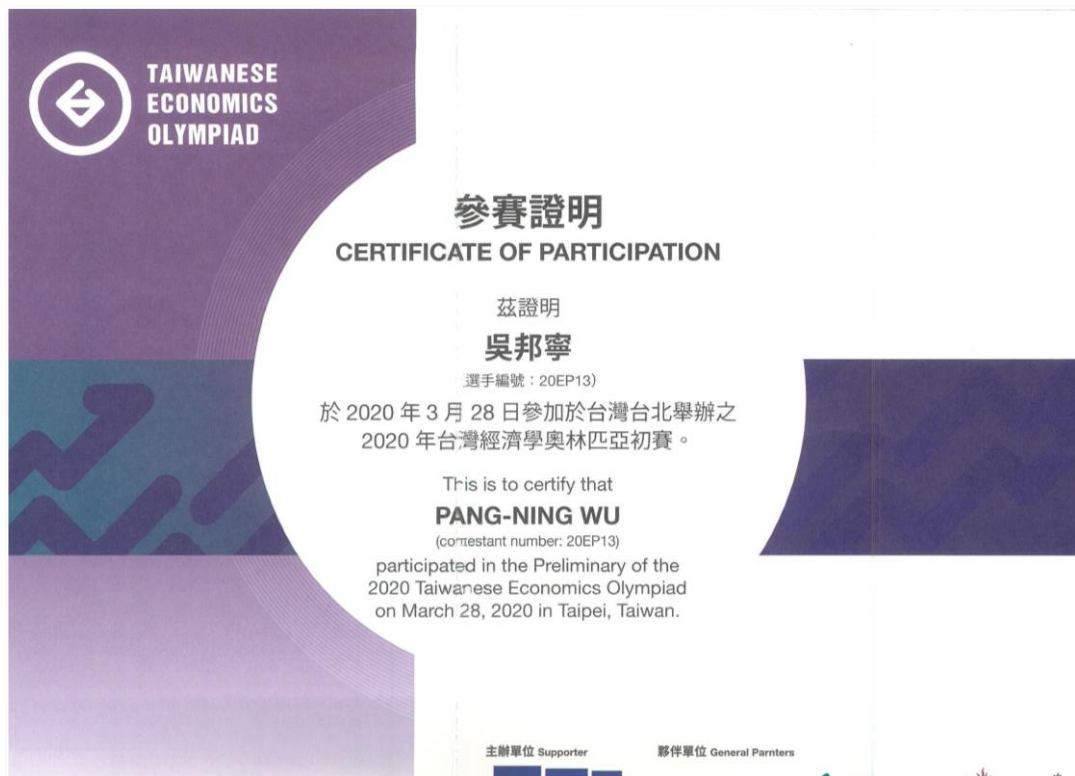 TAIWANESE
ECONOMICS
OLYMPIAD
參賽證明
CERTIFICATE OF PARTICIPATION
茲證明
吳邦寧
(選手編號：20EP13)
於 2020 年 3 月 28 日參加於台灣台北舉辦之
2020 年台灣經濟學奧林匹亞初賽。
This is to certify that
PANG-NING WU
(contestant number: 20EP13)
participated in the Preliminary of the
2020 Taiwanese Economics Olympiad
on March 28, 2020 in Taipei, Taiwan.
主辦單位 Supporter
夥伴單位 General Parnters